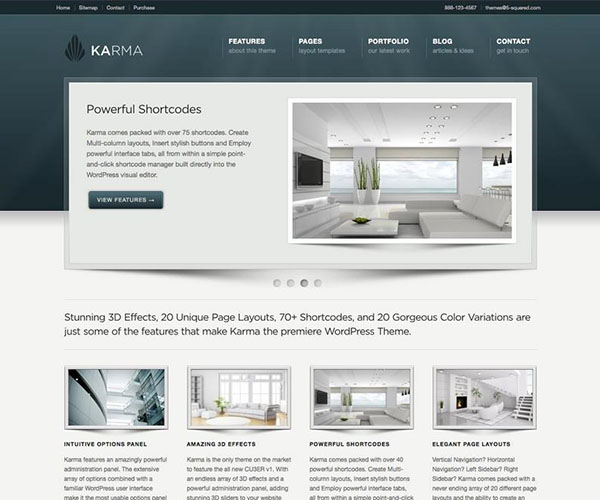 Home Sitemap Contact Purchase 888-123-4567 themes@5-squared.com
KARMA
FEATURES PAGES PORTFOLIO BLOG CONTACT
about this theme layout templates our latest work articles & ideas get in touch
Powerful Shortcodes
Karma comes packed with over 75 shortcodes. Create
Multi-column layouts, Insert stylish buttons and Employ
powerful interface tabs, all from within a simple point-
and-click shortcode manager built directly into the
WordPress visual editor.
VIEW FEATURES →
Stunning 3D Effects, 20 Unique Page Layouts, 70+ Shortcodes, and 20 Gorgeous Color Variations are
just some of the features that make Karma the premiere WordPress Theme.
INTUITIVE OPTIONS PANEL
Karma features an amazingly powerful
administration panel. The extensive
array of options combined with a
familiar WordPress user interface
make it the most usable options panel
AMAZING 3D EFFECTS
Karma is the only theme on the market
to feature the all new CU3ER v1. With
an endless array of 3D effects and a
powerful administration panel, adding
stunning 3D sliders to your website
POWERFUL SHORTCODES
Karma comes packed with over 40
powerful shortcodes. Create Multi-
Column layouts, Insert stylish buttons
and Employ powerful interface tabs,
all from within a simple point-and-click
ELEGANT PAGE LAYOUTS
Vertical Navigation? Horizontal
Navigation? Left Sidebar? Right
Sidebar? Karma comes packed with a
never ending array of 20 different page
layouts and the ability to assign